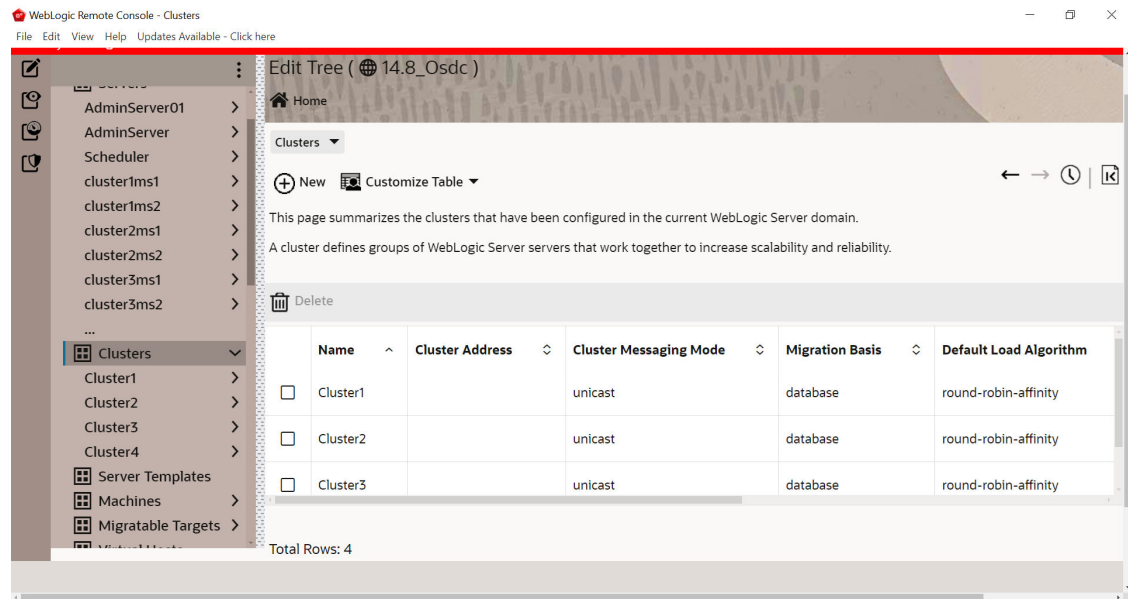 WebLogic Remote Console - Clusters
File Edit View Help Updates Available - Click here
Edit Tree ( 14.8_Osdc )
Home
Servers
AdminServer01
AdminServer
Scheduler
cluster1ms1
cluster1ms2
cluster2ms1
cluster2ms2
cluster3ms1
cluster3ms2
...
Clusters
Cluster1
Cluster2
Cluster3
Cluster4
Server Templates
Machines
Migratable Targets
Clusters
New Customize Table
This page summarizes the clusters that have been configured in the current WebLogic Server domain.
A cluster defines groups of WebLogic Server servers that work together to increase scalability and reliability.
Delete
Name Cluster Address Cluster Messaging Mode Migration Basis Default Load Algorithm
Cluster1 unicast database round-robin-affinity
Cluster2 unicast database round-robin-affinity
Cluster3 unicast database round-robin-affinity
Total Rows: 4